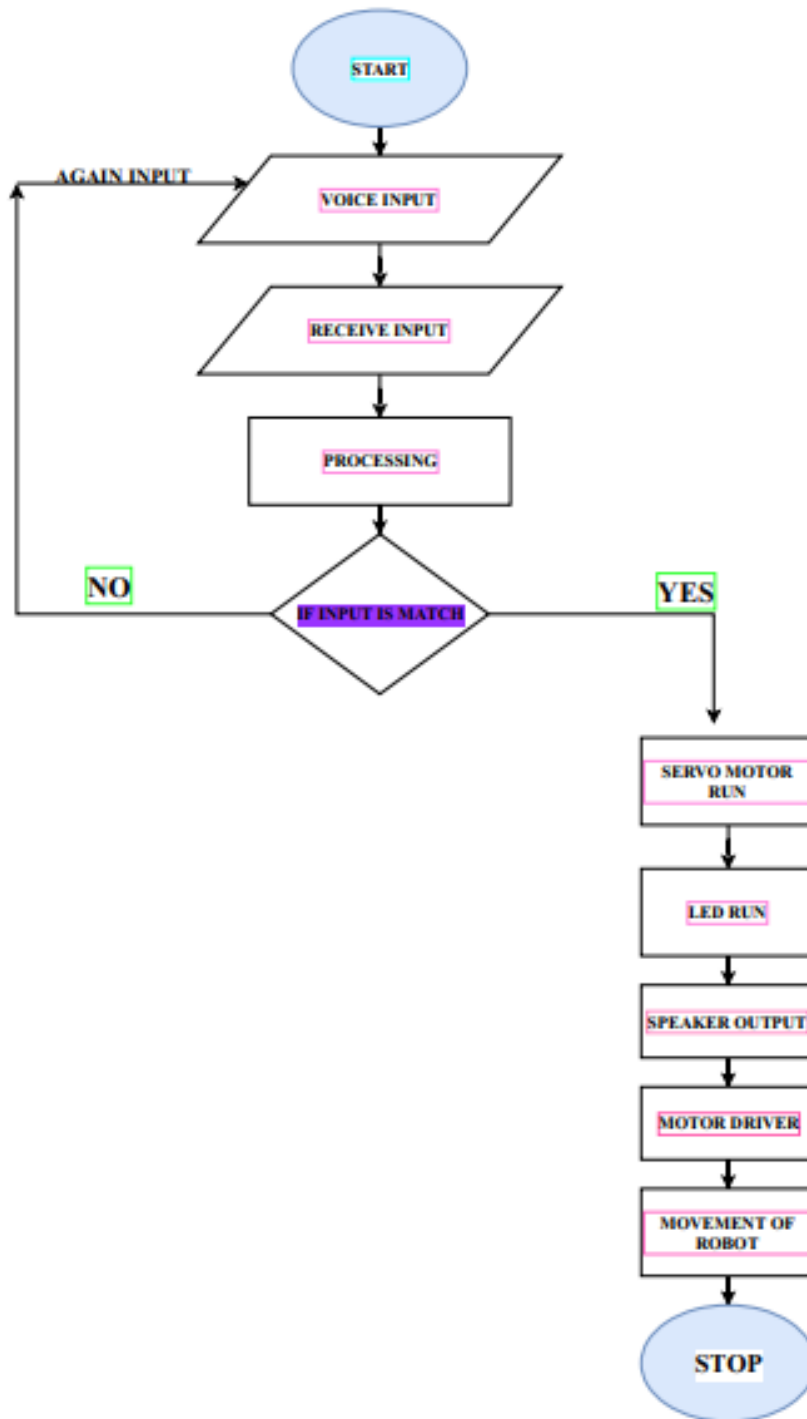 START
AGAIN INPUT
VOICE INPUT
RECEIVE INPUT
PROCESSING
NO
YES
IF INPUT IS MATCH
SERVO MOTOR
RUN
LED RUN
SPEAKER OUTPUT
MOTOR DRIVER
MOVEMENT OF
ROBOT
STOP